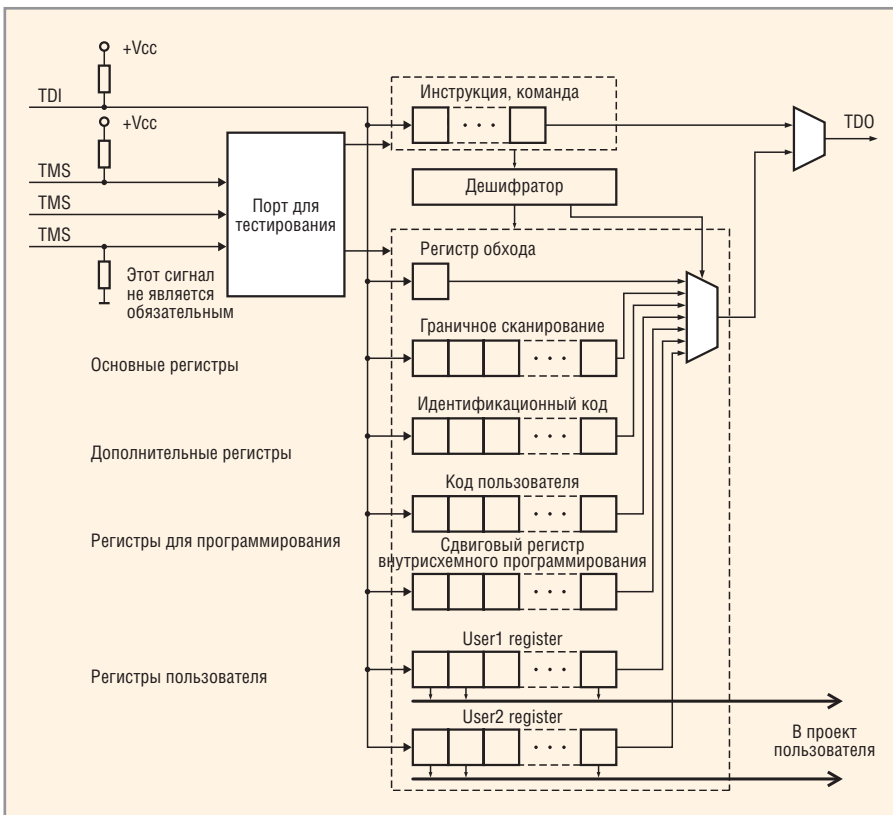 +Vcc
TDI
+Vcc
TMS
TMS
TMS
Порт для
тестирования
Этот сигнал
не является
обязательным
Инструкция, команда
. . .
Дешифратор
TDO
Регистр обхода
Граничное сканирование
. . .
Основные регистры
Идентификационный код
. . .
Дополнительные регистры
Код пользователя
. . .
Регистры для программирования
Сдвиговый регистр
внутрисхемного программирования
. . .
User1 register
. . .
Регистры пользователя
User2 register
. . .
В проект
пользователя